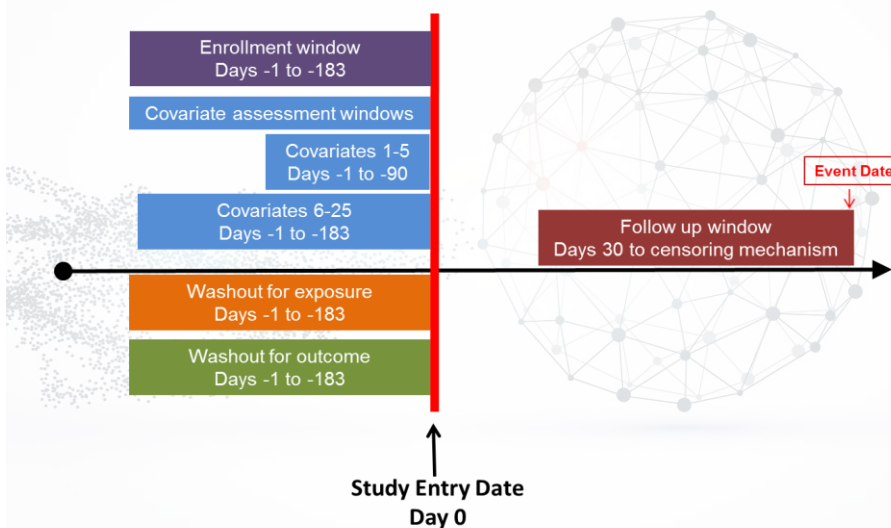 Enrollment window
Days -1 to -183
Covariate assessment windows
Covariates 1-5
Days -1 to -90
Event Date
Covariates 6-25
Days -1 to -183
Follow up window
Days 30 to censoring mechanism
Washout for exposure
Days -1 to -183
Washout for outcome
Days -1 to -183
Study Entry Date
Day 0